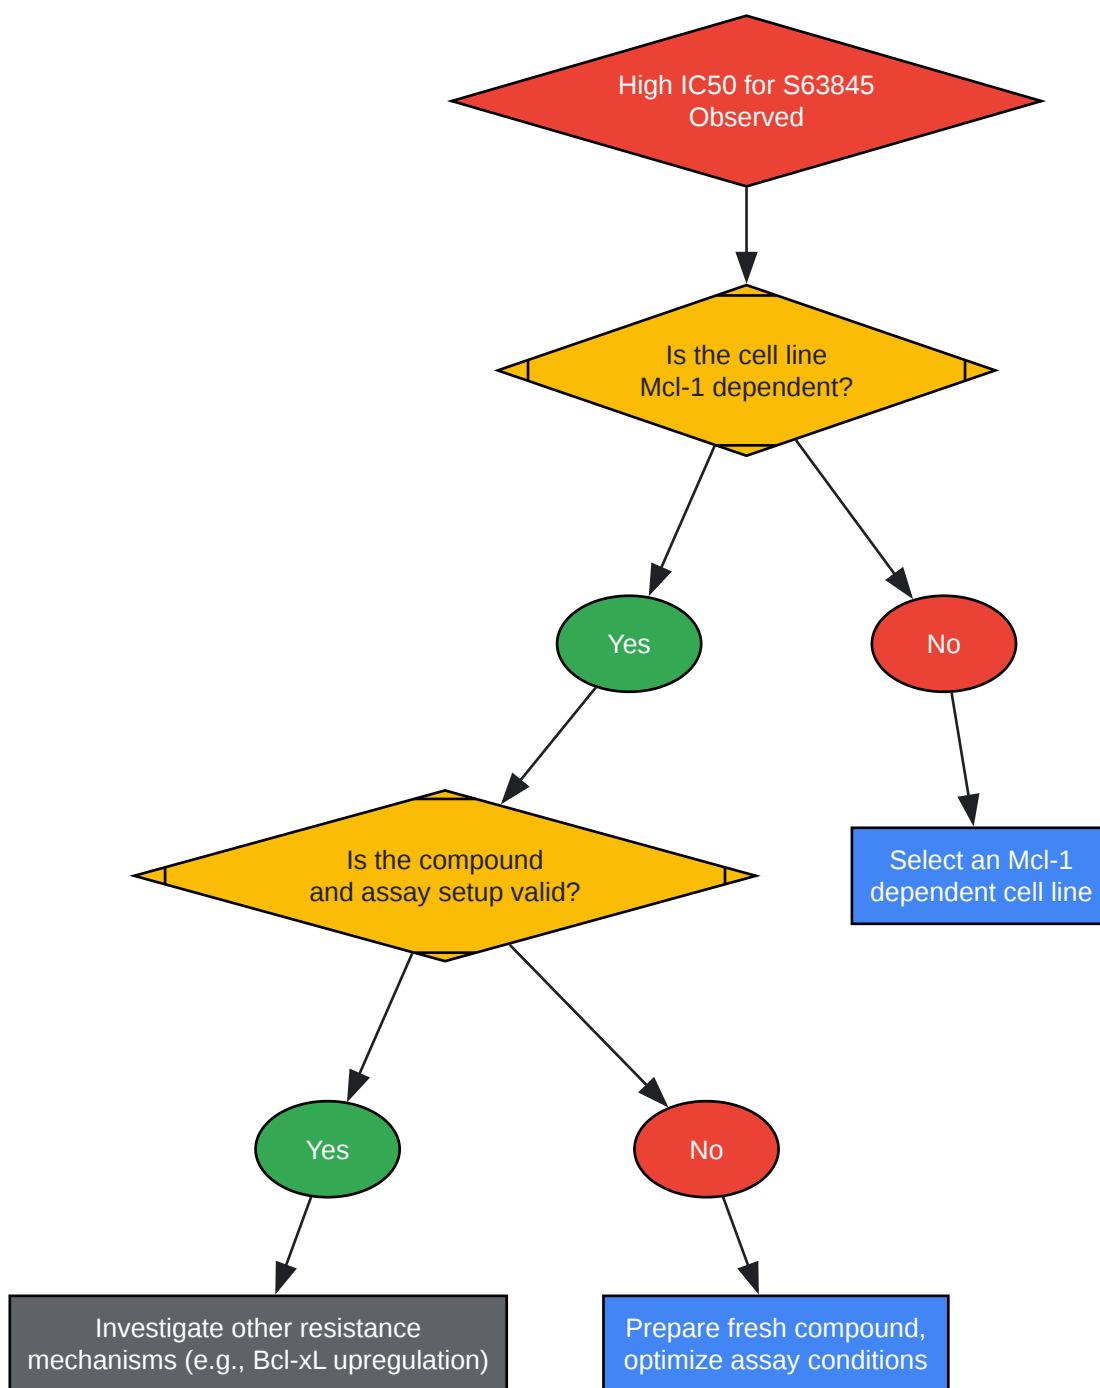 High IC50 for S63845
Observed
Is the cell line
Mcl-1 dependent?
Yes
No
Is the compound
and assay setup valid?
Select an Mcl-1
dependent cell line
Yes
No
Investigate other resistance
mechanisms (e.g., Bcl-xL upregulation)
Prepare fresh compound,
optimize assay conditions